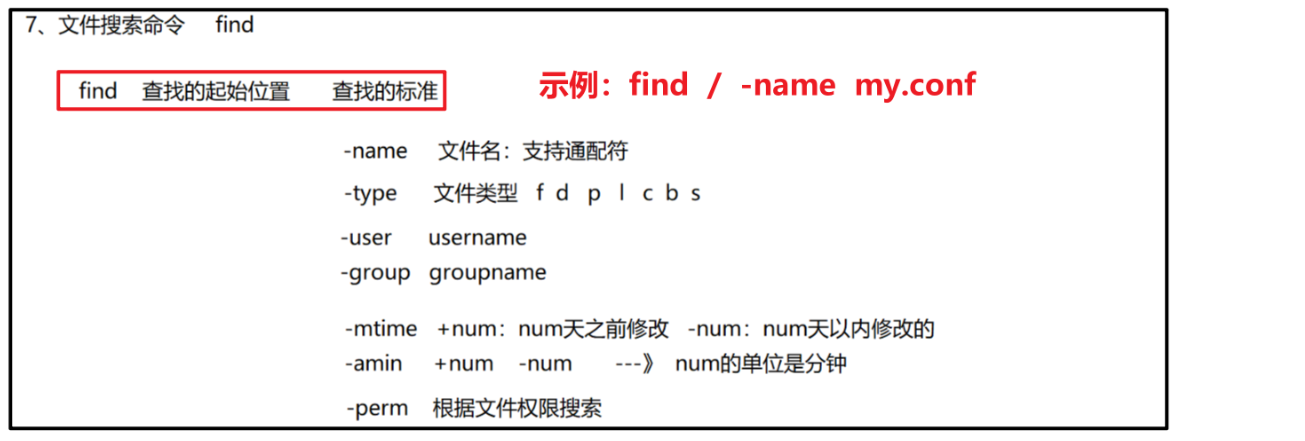 7、文件搜索命令 find
find 查找的起始位置 查找的标准 示例：find / -name my.conf
-name 文件名：支持通配符
-type 文件类型 f d p l c b s
-user username
-group groupname
-mtime +num：num天之前修改 -num：num天以内修改的
-amin +num -num ---》 num的单位是分钟
-perm 根据文件权限搜索